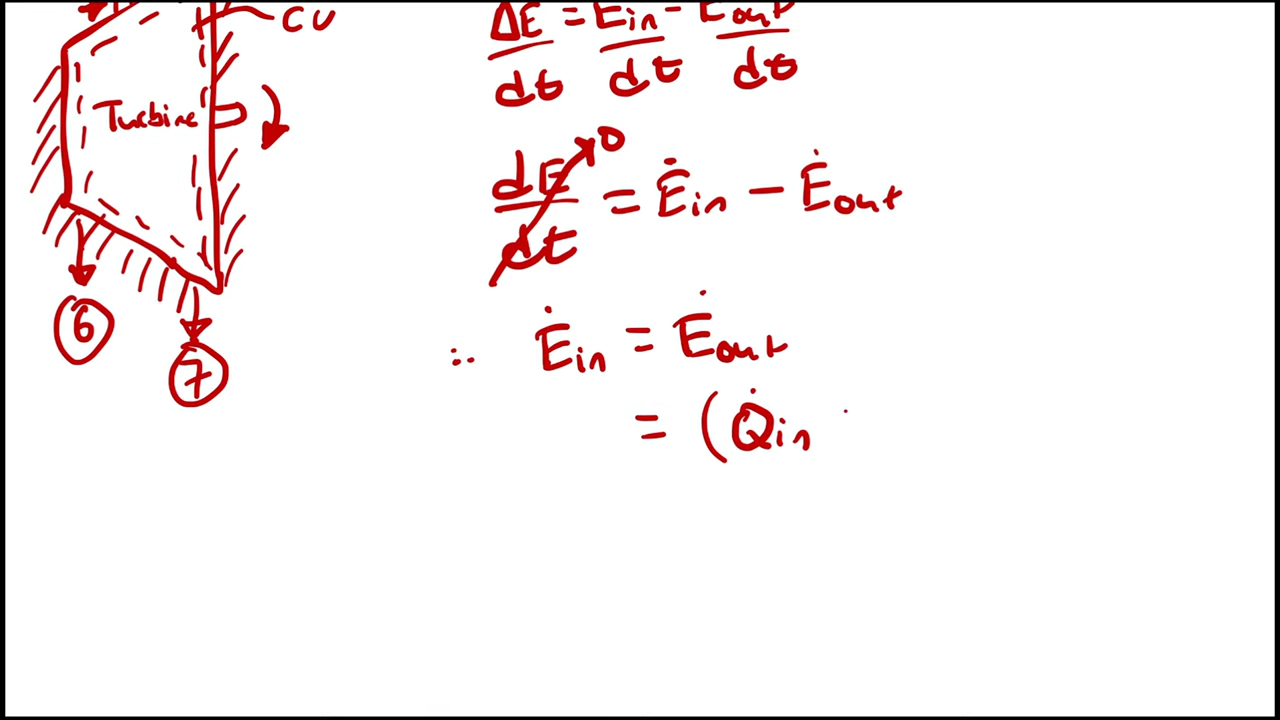 CV
ΔE/dt = Ein/dt - Eout/dt
Turbine
dE/dt → 0 = Ėin - Ėout
∴ Ėin = Ėout
= (Q̇in
6
7